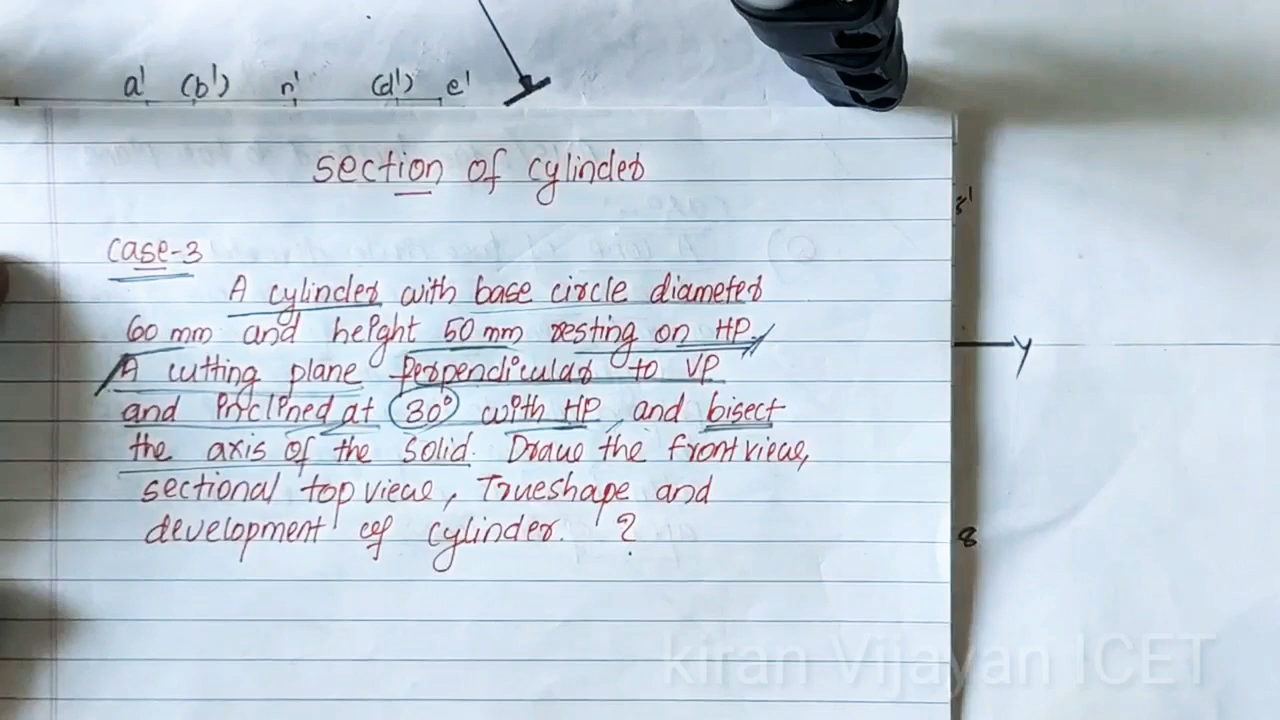 a' (b') n' (d') e'
section of cylinder
case-3
A cylinder with base circle diameter
60 mm and height 50 mm resting on HP.
A cutting plane perpendicular to VP
and inclined at 30° with HP, and bisect
the axis of the solid. Draw the front view,
sectional top view, Trueshape and
development of cylinder. ?
Y
8
kiran Vijayan ICET